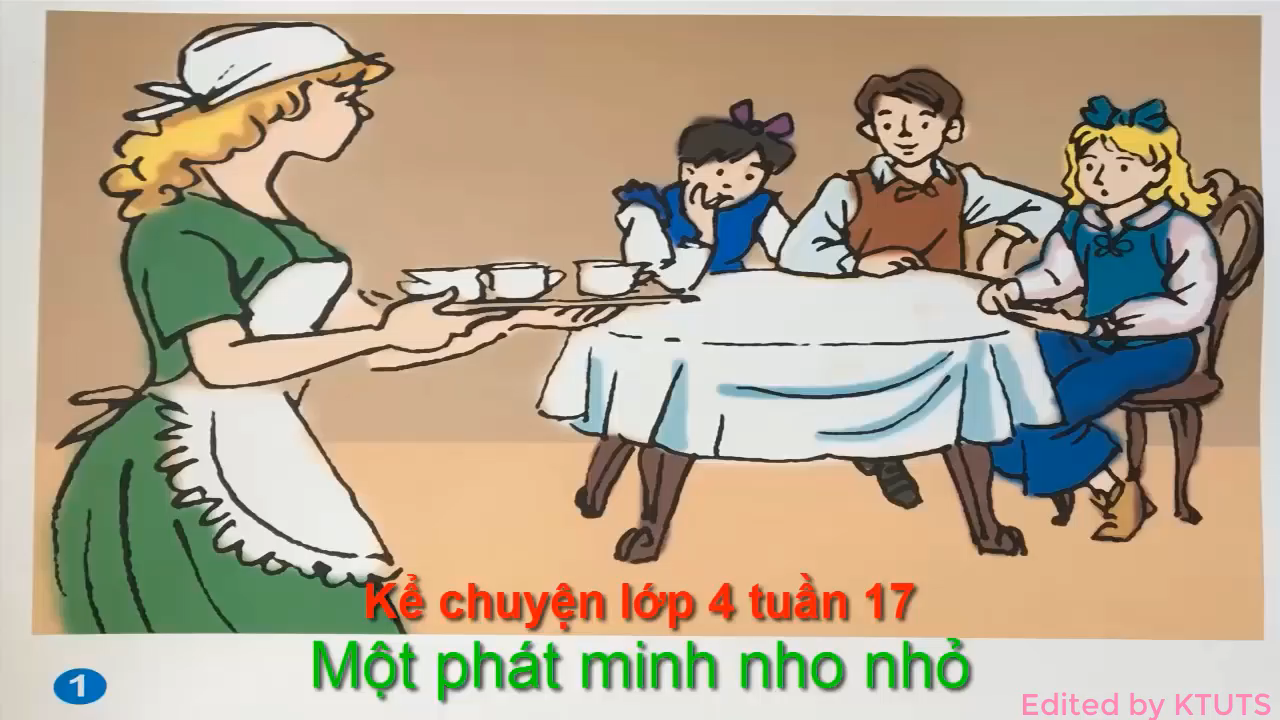 Kể chuyện lớp 4 tuần 17
Một phát minh nho nhỏ
1
Edited by KTUTS